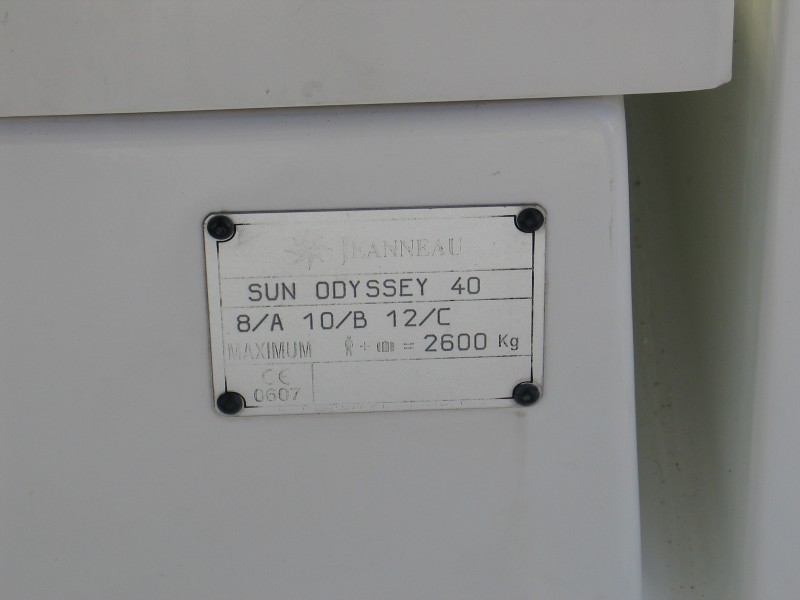 JEANNEAU
SUN ODYSSEY 40
8/A 10/B 12/C
MAXIMUM + = 2600 Kg
CE
0607